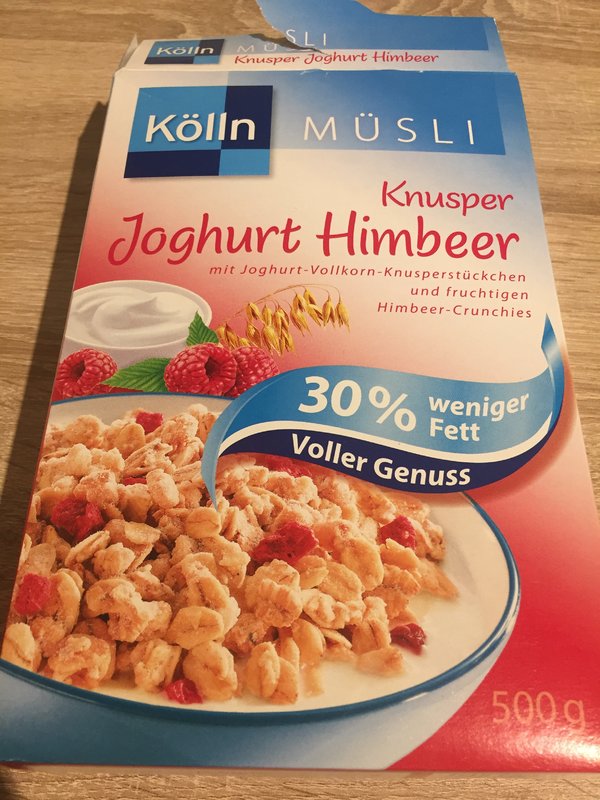 Kölln
MÜSLI
Knusper Joghurt Himbeer
Kölln
MÜSLI
Knusper
Joghurt Himbeer
mit Joghurt-Vollkorn-Knusperstückchen
und fruchtigen
Himbeer-Crunchies
30% weniger
Fett
Voller Genuss
500g